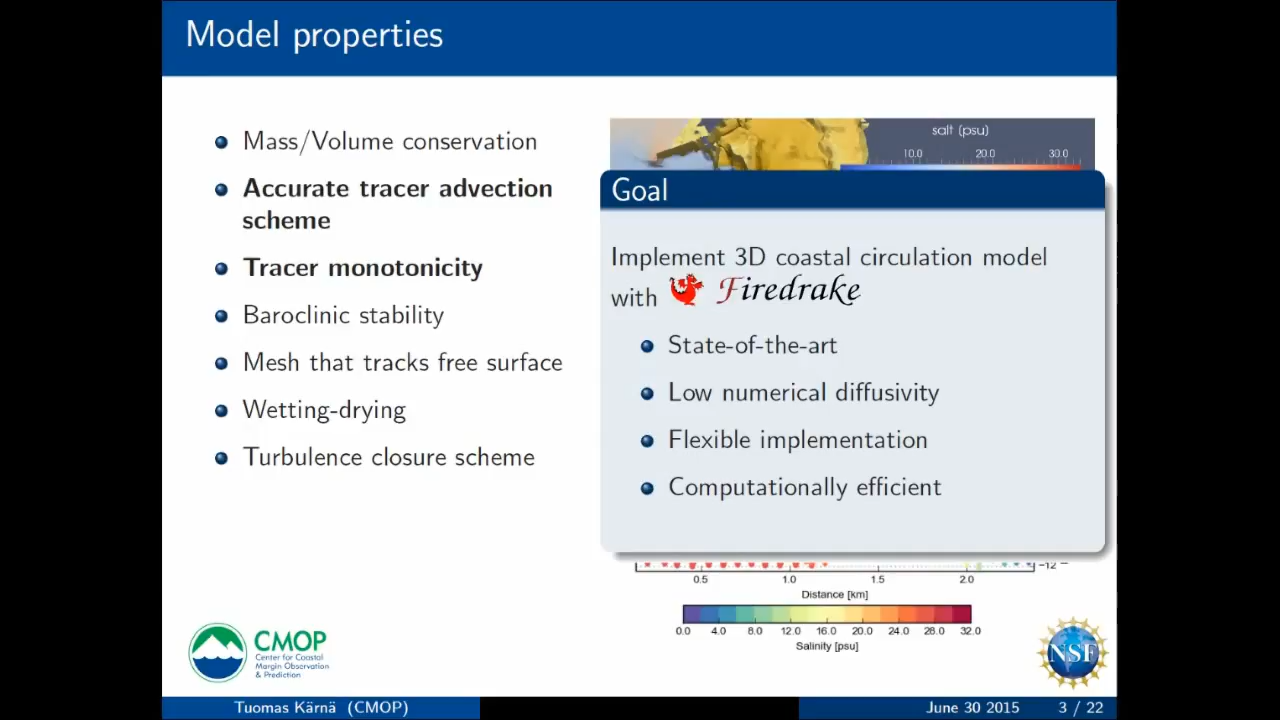 Model properties
Mass/Volume conservation
Accurate tracer advection
scheme
Tracer monotonicity
Baroclinic stability
Mesh that tracks free surface
Wetting-drying
Turbulence closure scheme
salt (psu)
10.0 20.0 30.0
Goal
Implement 3D coastal circulation model
with Firedrake
State-of-the-art
Low numerical diffusivity
Flexible implementation
Computationally efficient
−12
0.5 1.0 1.5 2.0
Distance [km]
0.0 4.0 8.0 12.0 16.0 20.0 24.0 28.0 32.0
Salinity [psu]
CMOP
Center for Coastal
Margin Observation
& Prediction
NSF
Tuomas Kärnä (CMOP) June 30 2015 3 / 22